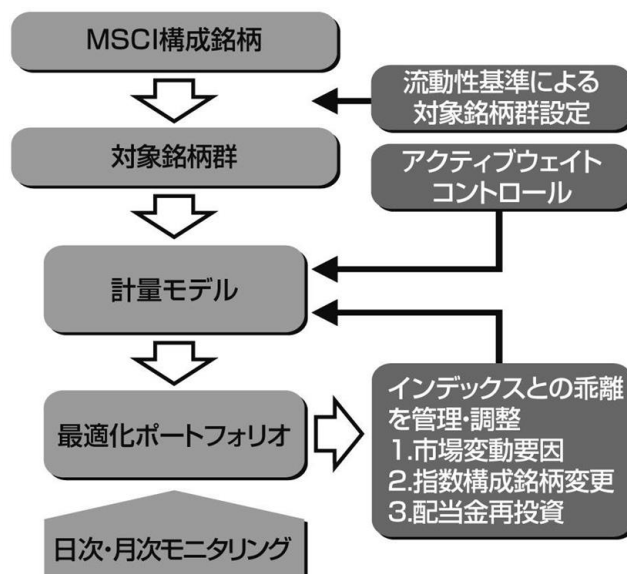 MSCI構成銘柄
流動性基準による
対象銘柄群設定
対象銘柄群
アクティブウェイト
コントロール
計量モデル
最適化ポートフォリオ
インデックスとの乖離
を管理・調整
1.市場変動要因
2.指数構成銘柄変更
3.配当金再投資
日次・月次モニタリング